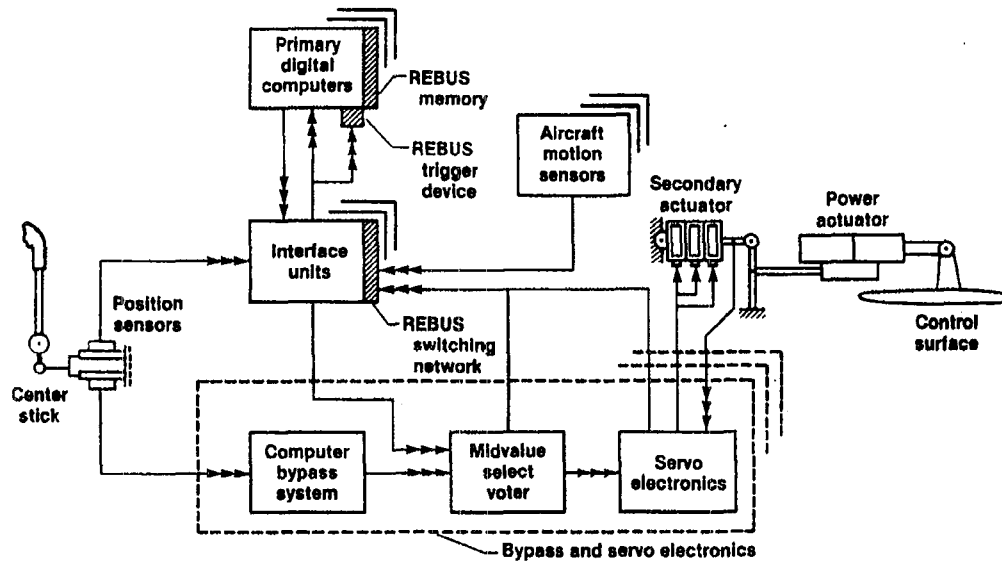 Primary
digital
computers
REBUS
memory
REBUS
trigger
device
Aircraft
motion
sensors
Secondary
actuator
Power
actuator
Interface
units
Position
sensors
REBUS
switching
network
Control
surface
Center
stick
Computer
bypass
system
Midvalue
select
voter
Servo
electronics
Bypass and servo electronics